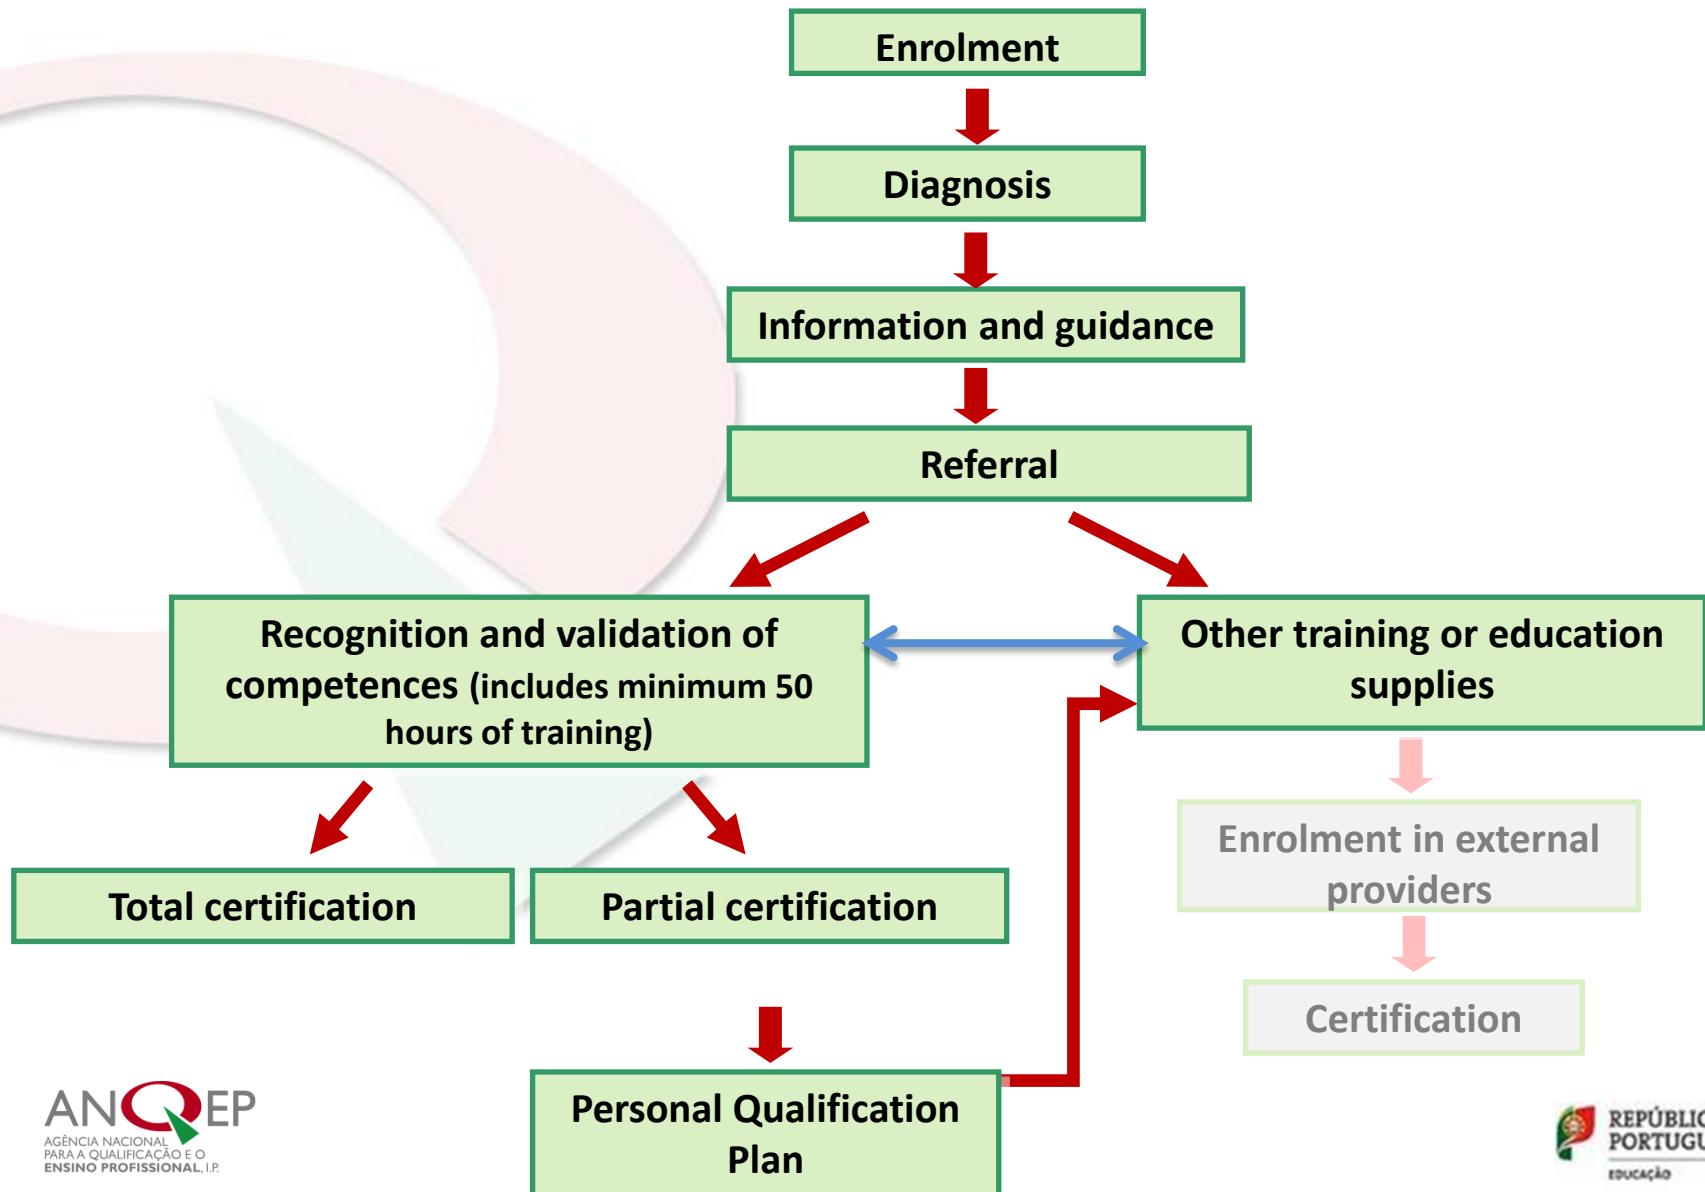 Enrolment
Diagnosis
Information and guidance
Referral
Recognition and validation of
competences (includes minimum 50
hours of training)
Other training or education
supplies
Enrolment in external
providers
Total certification
Partial certification
Certification
Personal Qualification
Plan
ANQEP
AGÊNCIA NACIONAL
PARA A QUALIFICAÇÃO E O
ENSINO PROFISSIONAL, I.P.
REPÚBLIC
PORTUGU
EDUCAÇÃO